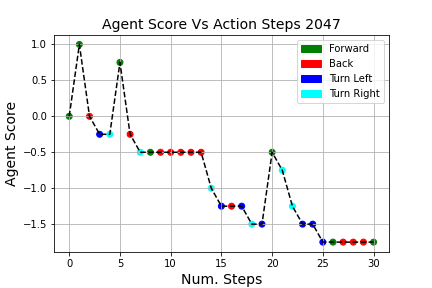 Agent Score Vs Action Steps 2047
Forward
Back
Turn Left
Turn Right
Agent Score
1.0
0.5
0.0
−0.5
−1.0
−1.5
0 5 10 15 20 25 30
Num. Steps